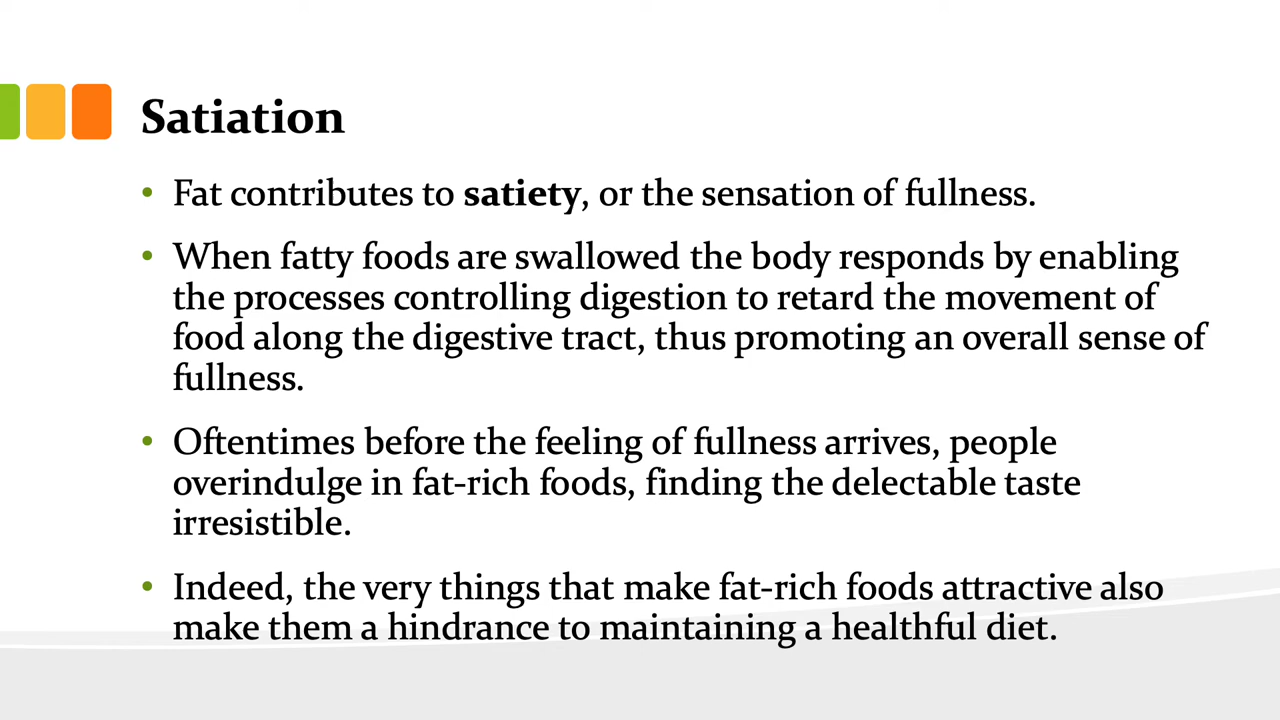 Satiation
• Fat contributes to satiety, or the sensation of fullness.
• When fatty foods are swallowed the body responds by enabling
the processes controlling digestion to retard the movement of
food along the digestive tract, thus promoting an overall sense of
fullness.
• Oftentimes before the feeling of fullness arrives, people
overindulge in fat-rich foods, finding the delectable taste
irresistible.
• Indeed, the very things that make fat-rich foods attractive also
make them a hindrance to maintaining a healthful diet.